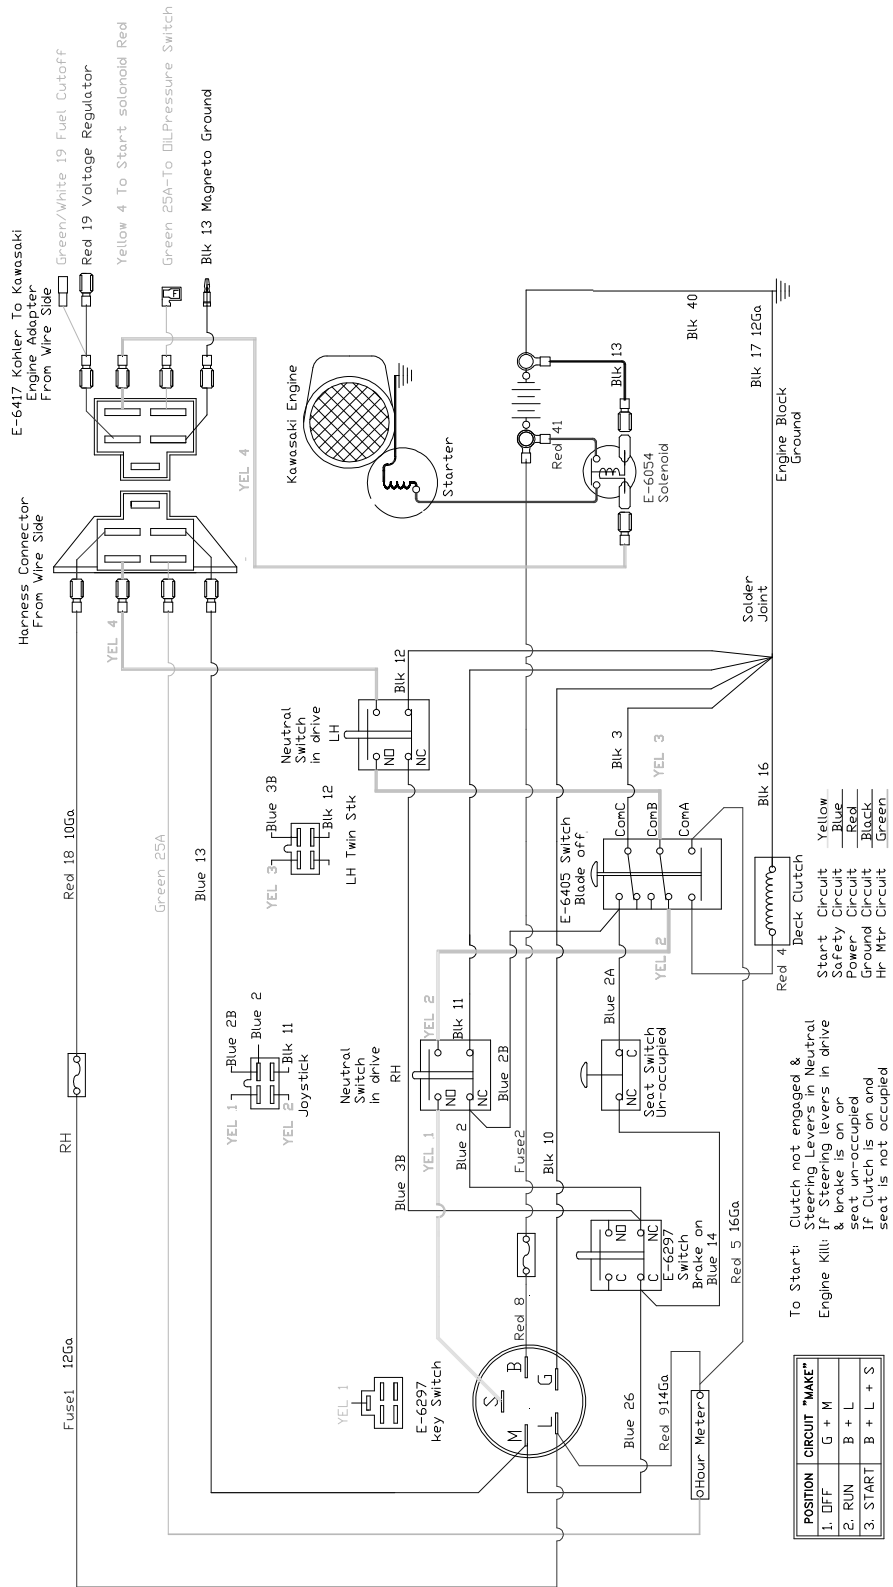 E-6417 Kohler To Kawasaki
Engine Adapter
From Wire Side
Green/White 19 Fuel Cutoff
Red 19 Voltage Regulator
Yellow 4 To Start solonoid Red
Green 25A-To OiLPressure Switch
Blk 13 Magneto Ground
Harness Connector
From Wire Side
YEL 4
YEL 4
Kawasaki Engine
Starter
Red 41
Blk 13
E-6054
Solenoid
Blk 40
Blk 17 12Ga
Engine Block
Ground
Solder
Joint
Red 18 10Ga
Green 25A
Blue 13
Neutral
Switch
in drive
LH
NO
NC
Blk 12
Blue 3B
YEL 3
Blk 12
LH Twin Stk
Blk 3
YEL 3
Blk 16
E-6405 Switch
Blade off
ComC
ComB
ComA
YEL 2
Blue 2A
Deck Clutch
Red 4
RH
Blue 2B
Blue 2
YEL 1
YEL 2
Blk 11
Joystick
Neutral
Switch
in drive
RH
NO
NC
YEL 2
Blk 11
Blue 2B
YEL 1
Blue 2
Seat Switch
Un-occupied
NC
C
Fuse1 12Ga
Blue 3B
Fuse2
Blk 10
Red 8
E-6297
Switch
Brake on
Blue 14
NO
NC
C
C
Red 5 16Ga
YEL 1
E-6297
key Switch
M
S
B
L
G
Blue 26
Red 914Ga
Hour Meter
Start Circuit Yellow
Safety Circuit Blue
Power Circuit Red
Ground Circuit Black
Hr Mtr Circuit Green
To Start: Clutch not engaged &
Steering Levers in Neutral
Engine Kill: If Steering levers in drive
& brake is on or
seat un-occupied
If Clutch is on and
seat is not occupied
POSITION CIRCUIT "MAKE"
1. OFF G + M
2. RUN B + L
3. START B + L + S